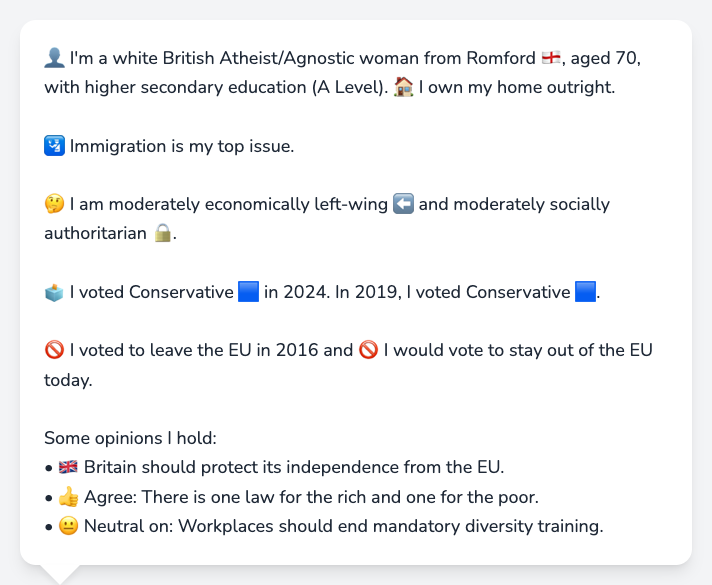 👤 I'm a white British Atheist/Agnostic woman from Romford 🏴󠁧󠁢󠁥󠁮󠁧󠁿, aged 70,
with higher secondary education (A Level). 🏠 I own my home outright.
🛂 Immigration is my top issue.
🤔 I am moderately economically left-wing ⬅️ and moderately socially
authoritarian 🔒.
🗳️ I voted Conservative 🟦 in 2024. In 2019, I voted Conservative 🟦.
🚫 I voted to leave the EU in 2016 and 🚫 I would vote to stay out of the EU
today.
Some opinions I hold:
• 🇬🇧 Britain should protect its independence from the EU.
• 👍 Agree: There is one law for the rich and one for the poor.
• 😐 Neutral on: Workplaces should end mandatory diversity training.